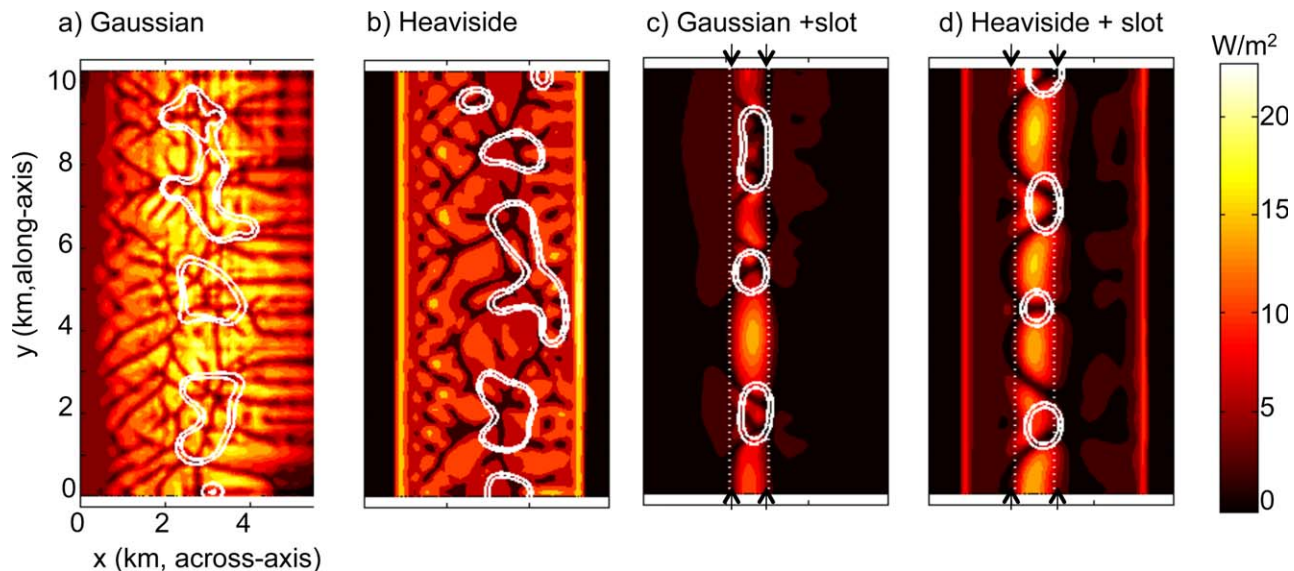 a) Gaussian
b) Heaviside
c) Gaussian +slot
d) Heaviside + slot
W/m²
10
8
6
4
2
0
y (km,along-axis)
0 2 4
x (km, across-axis)
20
15
10
5
0